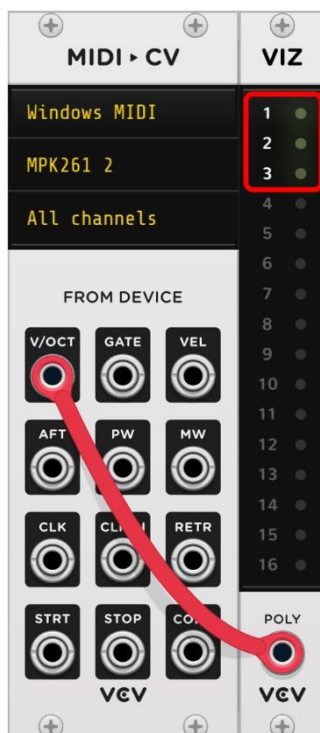 MIDI ▸ CV
Windows MIDI
MPK261 2
All channels
FROM DEVICE
V/OCT GATE VEL
AFT PW MW
CLK RETR
STRT STOP
VCV
VIZ
1
2
3
4
5
6
7
8
9
10
11
12
13
14
15
16
POLY
VCV